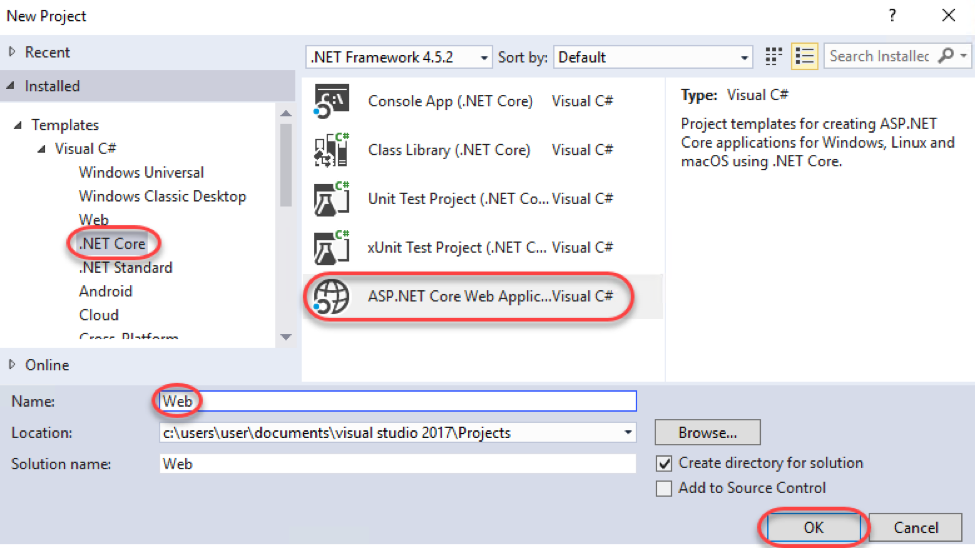 New Project
?
Recent
.NET Framework 4.5.2
Sort by: Default
Search Installed
Installed
Templates
Visual C#
Windows Universal
Windows Classic Desktop
Web
.NET Core
.NET Standard
Android
Cloud
Cross-Platform
Online
Console App (.NET Core) Visual C#
Class Library (.NET Core) Visual C#
Unit Test Project (.NET Co... Visual C#
xUnit Test Project (.NET C... Visual C#
ASP.NET Core Web Applic...Visual C#
Type: Visual C#
Project templates for creating ASP.NET
Core applications for Windows, Linux and
macOS using .NET Core.
Name: Web
Location: c:\users\user\documents\visual studio 2017\Projects
Browse...
Solution name: Web
Create directory for solution
Add to Source Control
OK
Cancel